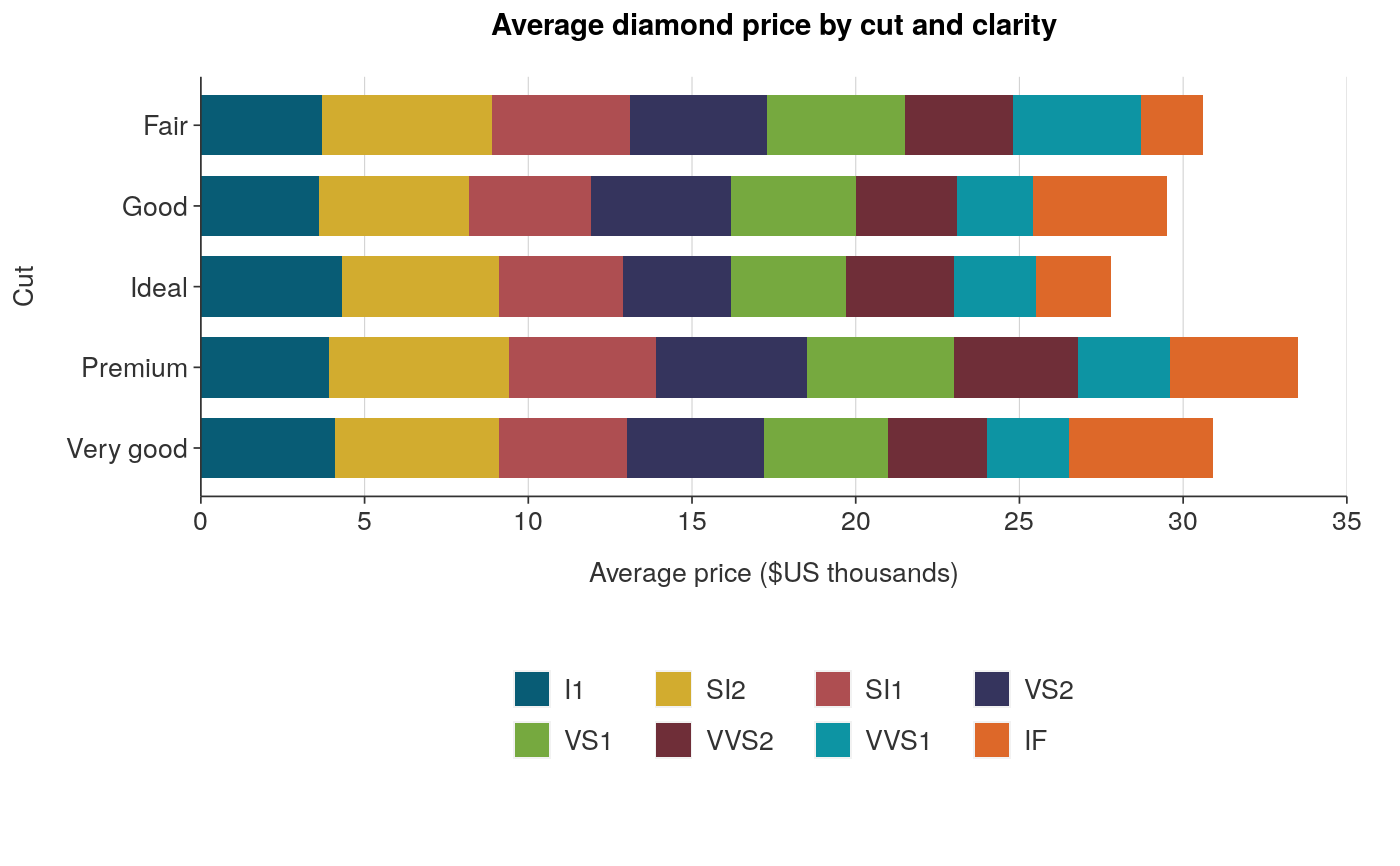 Average diamond price by cut and clarity
Fair
Good
Ideal
Premium
Very good
Cut
0 5 10 15 20 25 30 35
Average price ($US thousands)
I1 SI2 SI1 VS2
VS1 VVS2 VVS1 IF